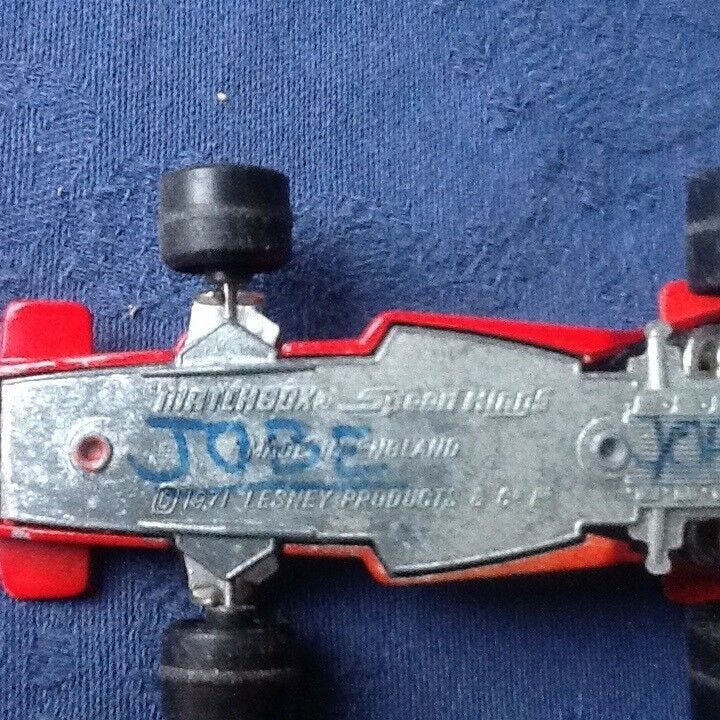 MATCHBOX Speed Kings
JOBE
MADE IN ENGLAND
© 1971 LESNEY PRODUCTS & Co